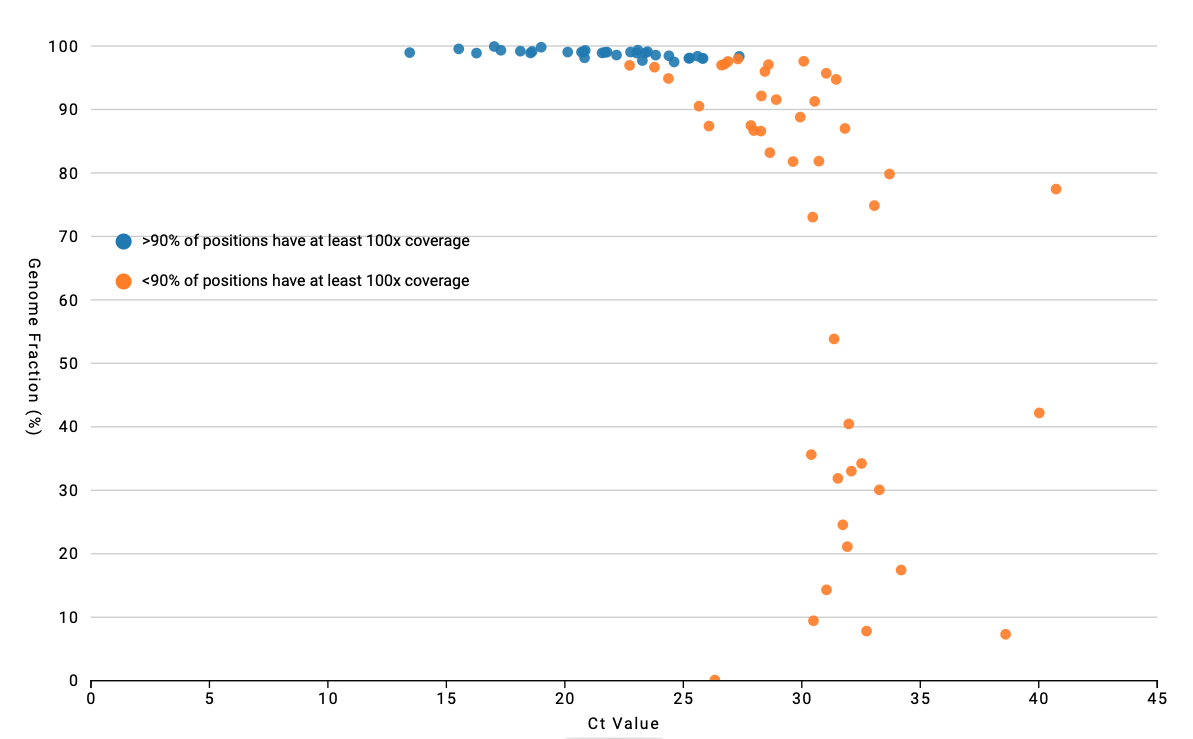 100
90
80
70
60
50
40
30
20
10
0
>90% of positions have at least 100x coverage
<90% of positions have at least 100x coverage
Genome Fraction (%)
0 5 10 15 20 25 30 35 40 45
Ct Value